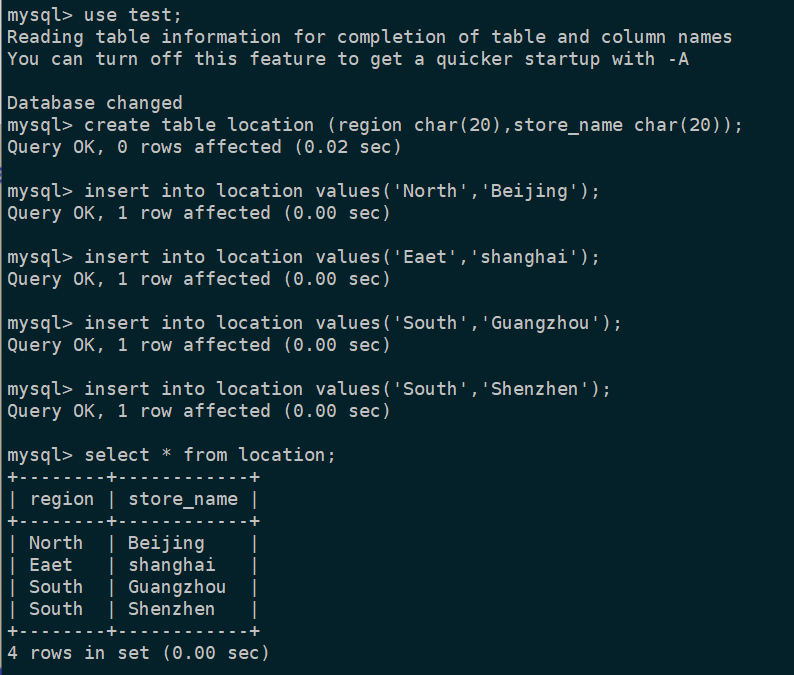 mysql> use test;
Reading table information for completion of table and column names
You can turn off this feature to get a quicker startup with -A
Database changed
mysql> create table location (region char(20),store_name char(20));
Query OK, 0 rows affected (0.02 sec)
mysql> insert into location values('North','Beijing');
Query OK, 1 row affected (0.00 sec)
mysql> insert into location values('Eaet','shanghai');
Query OK, 1 row affected (0.00 sec)
mysql> insert into location values('South','Guangzhou');
Query OK, 1 row affected (0.00 sec)
mysql> insert into location values('South','Shenzhen');
Query OK, 1 row affected (0.00 sec)
mysql> select * from location;
+--------+------------+
| region | store_name |
+--------+------------+
| North  | Beijing    |
| Eaet   | shanghai   |
| South  | Guangzhou  |
| South  | Shenzhen   |
+--------+------------+
4 rows in set (0.00 sec)